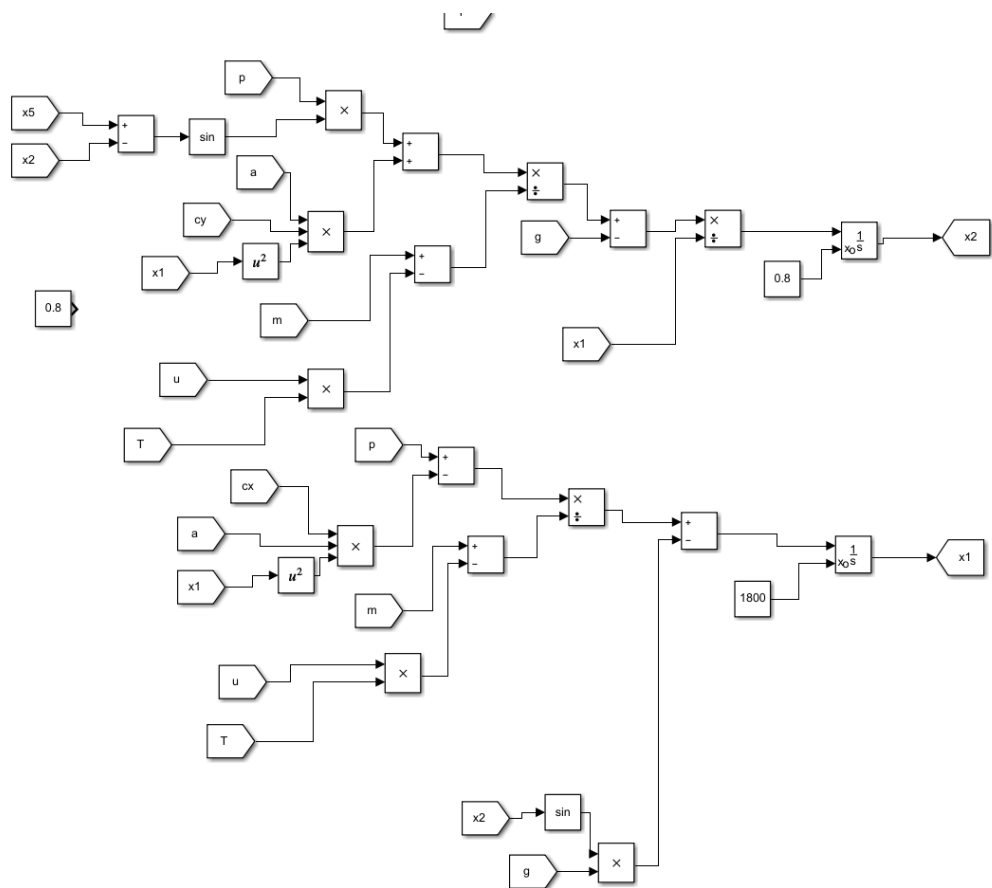 p
x5
+
−
x2
sin
×
+
+
a
cy
×
x1
u²
×
÷
g
+
−
×
÷
x₀ 1/s
x2
0.8
0.8
m
+
−
x1
u
×
T
p
+
−
cx
a
×
x1
u²
×
÷
m
+
−
+
−
x₀ 1/s
x1
1800
u
×
T
x2
sin
g
×